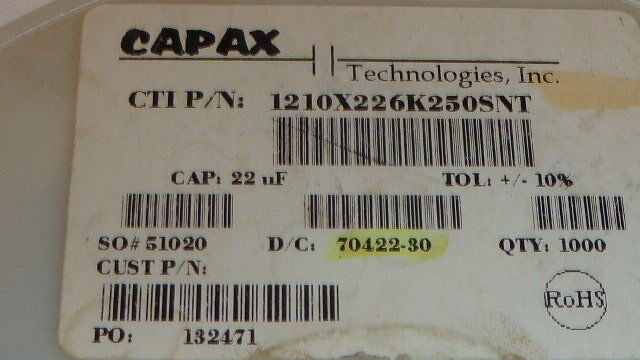 CAPAX
Technologies, Inc.
CTI P/N: 1210X226K250SNT
CAP: 22 uF TOL: +/- 10%
SO# 51020 D/C: 70422-30 QTY: 1000
CUST P/N:
RoHS
PO: 132471